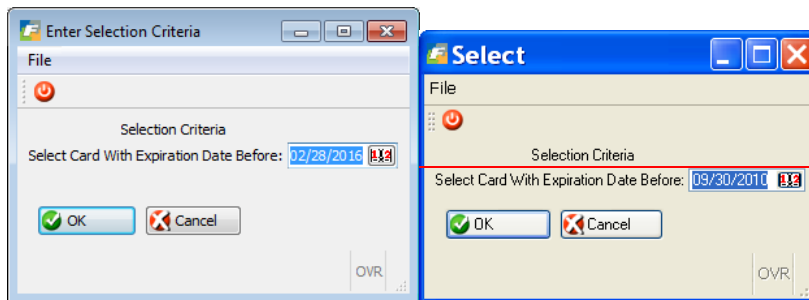 Enter Selection Criteria
File
Selection Criteria
Select Card With Expiration Date Before: 02/28/2016
OK
Cancel
OVR
Select
File
Selection Criteria
Select Card With Expiration Date Before: 09/30/2010
OK
Cancel
OVR